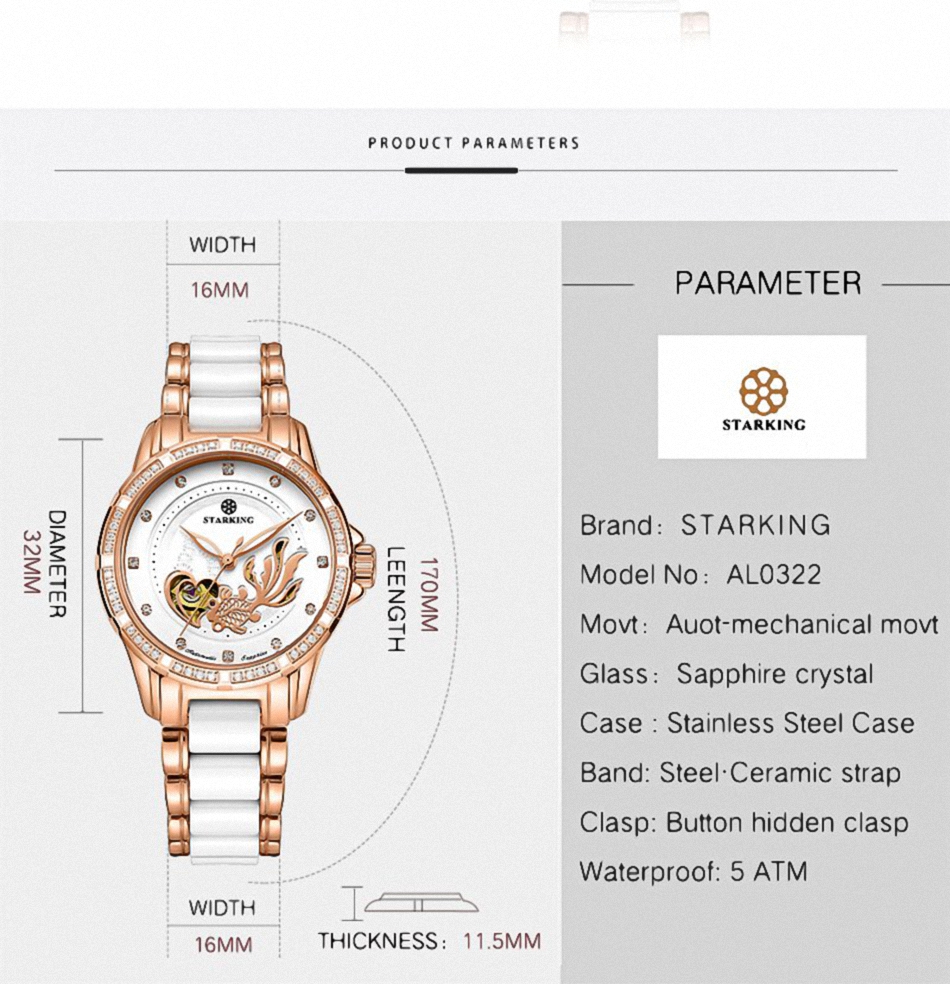 PRODUCT PARAMETERS
WIDTH
16MM
DIAMETER
32MM
STARKING
Automatic Sapphire
LEENGTH
170MM
WIDTH
16MM
THICKNESS: 11.5MM
PARAMETER
STARKING
Brand: STARKING
Model No: AL0322
Movt: Auot-mechanical movt
Glass: Sapphire crystal
Case : Stainless Steel Case
Band: Steel·Ceramic strap
Clasp: Button hidden clasp
Waterproof: 5 ATM